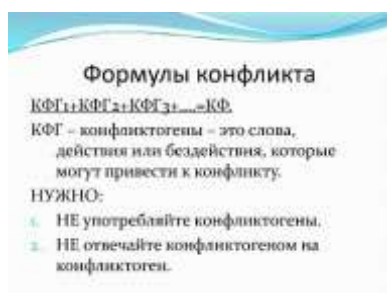 Формулы конфликта
КФГ1+КФГ2+КФГ3+....=КФ.
КФГ – конфликтогены – это слова,
действия или бездействия, которые
могут привести к конфликту.
НУЖНО:
1. НЕ употребляйте конфликтогены.
2. НЕ отвечайте конфликтогеном на
конфликтоген.